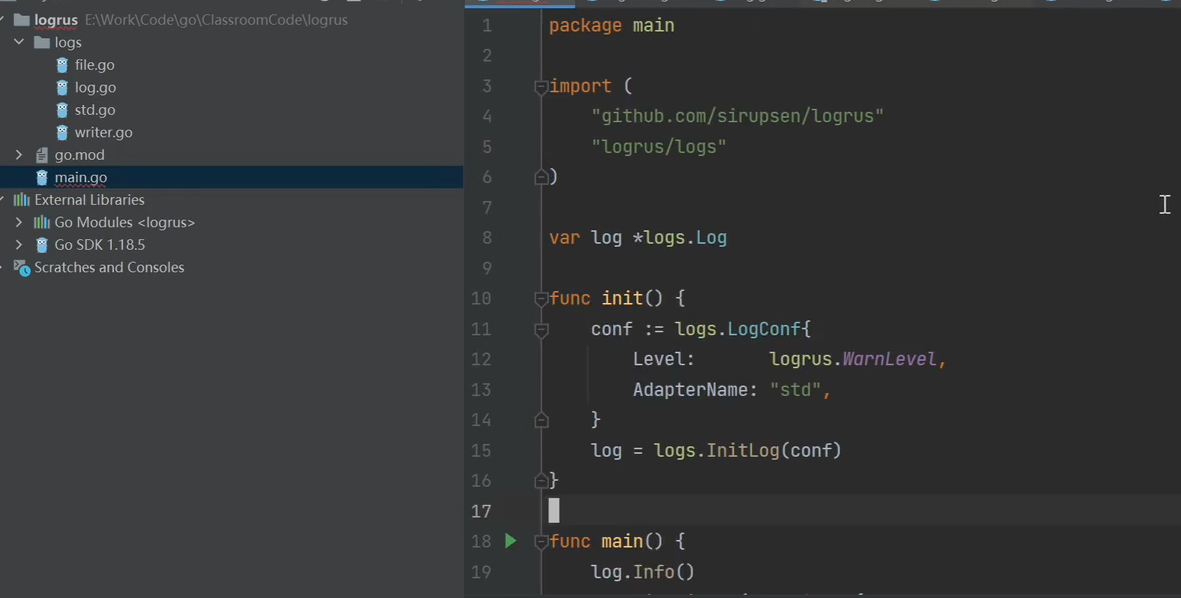 logrus E:\Work\Code\go\ClassroomCode\logrus
logs
file.go
log.go
std.go
writer.go
go.mod
main.go
External Libraries
Go Modules <logrus>
Go SDK 1.18.5
Scratches and Consoles
1 package main
2
3 import (
4 "github.com/sirupsen/logrus"
5 "logrus/logs"
6 )
7
8 var log *logs.Log
9
10 func init() {
11 conf := logs.LogConf{
12 Level: logrus.WarnLevel,
13 AdapterName: "std",
14 }
15 log = logs.InitLog(conf)
16 }
17
18 func main() {
19 log.Info()